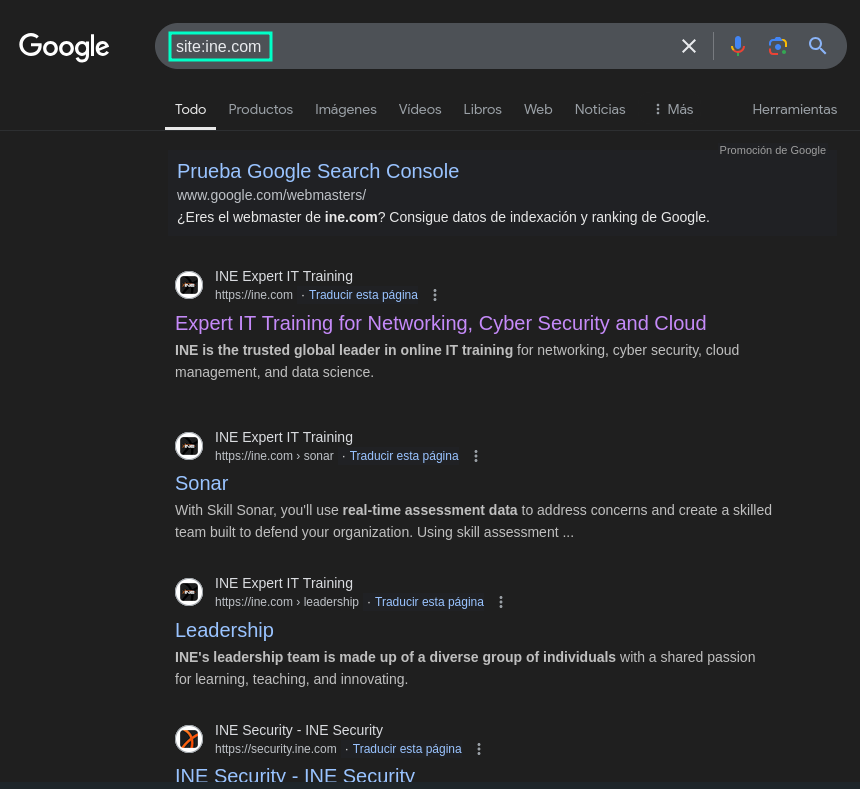 Google
site:ine.com
Todo Productos Imágenes Vídeos Libros Web Noticias Más Herramientas
Promoción de Google
Prueba Google Search Console
www.google.com/webmasters/
¿Eres el webmaster de ine.com? Consigue datos de indexación y ranking de Google.
INE Expert IT Training
https://ine.com · Traducir esta página
Expert IT Training for Networking, Cyber Security and Cloud
INE is the trusted global leader in online IT training for networking, cyber security, cloud
management, and data science.
INE Expert IT Training
https://ine.com › sonar · Traducir esta página
Sonar
With Skill Sonar, you'll use real-time assessment data to address concerns and create a skilled
team built to defend your organization. Using skill assessment ...
INE Expert IT Training
https://ine.com › leadership · Traducir esta página
Leadership
INE's leadership team is made up of a diverse group of individuals with a shared passion
for learning, teaching, and innovating.
INE Security - INE Security
https://security.ine.com · Traducir esta página
INE Security - INE Security